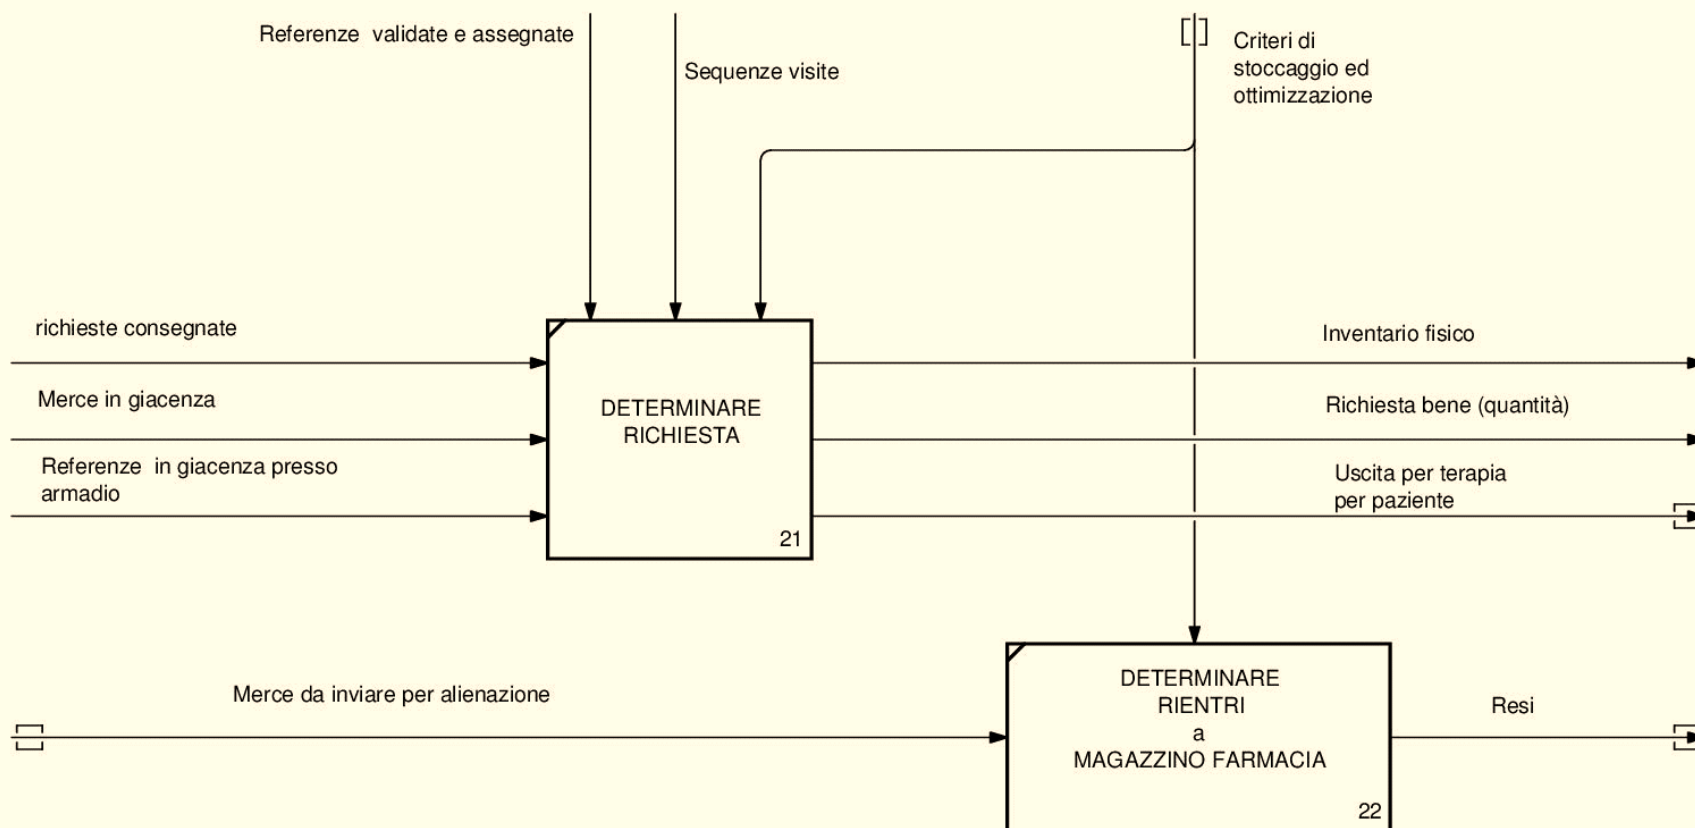 Referenze  validate e assegnate
Sequenze visite
Criteri di
stoccaggio ed
ottimizzazione
richieste consegnate
Merce in giacenza
Referenze  in giacenza presso
armadio
DETERMINARE
RICHIESTA
21
Inventario fisico
Richiesta bene (quantità)
Uscita per terapia
per paziente
Merce da inviare per alienazione
DETERMINARE
RIENTRI
a
MAGAZZINO FARMACIA
22
Resi